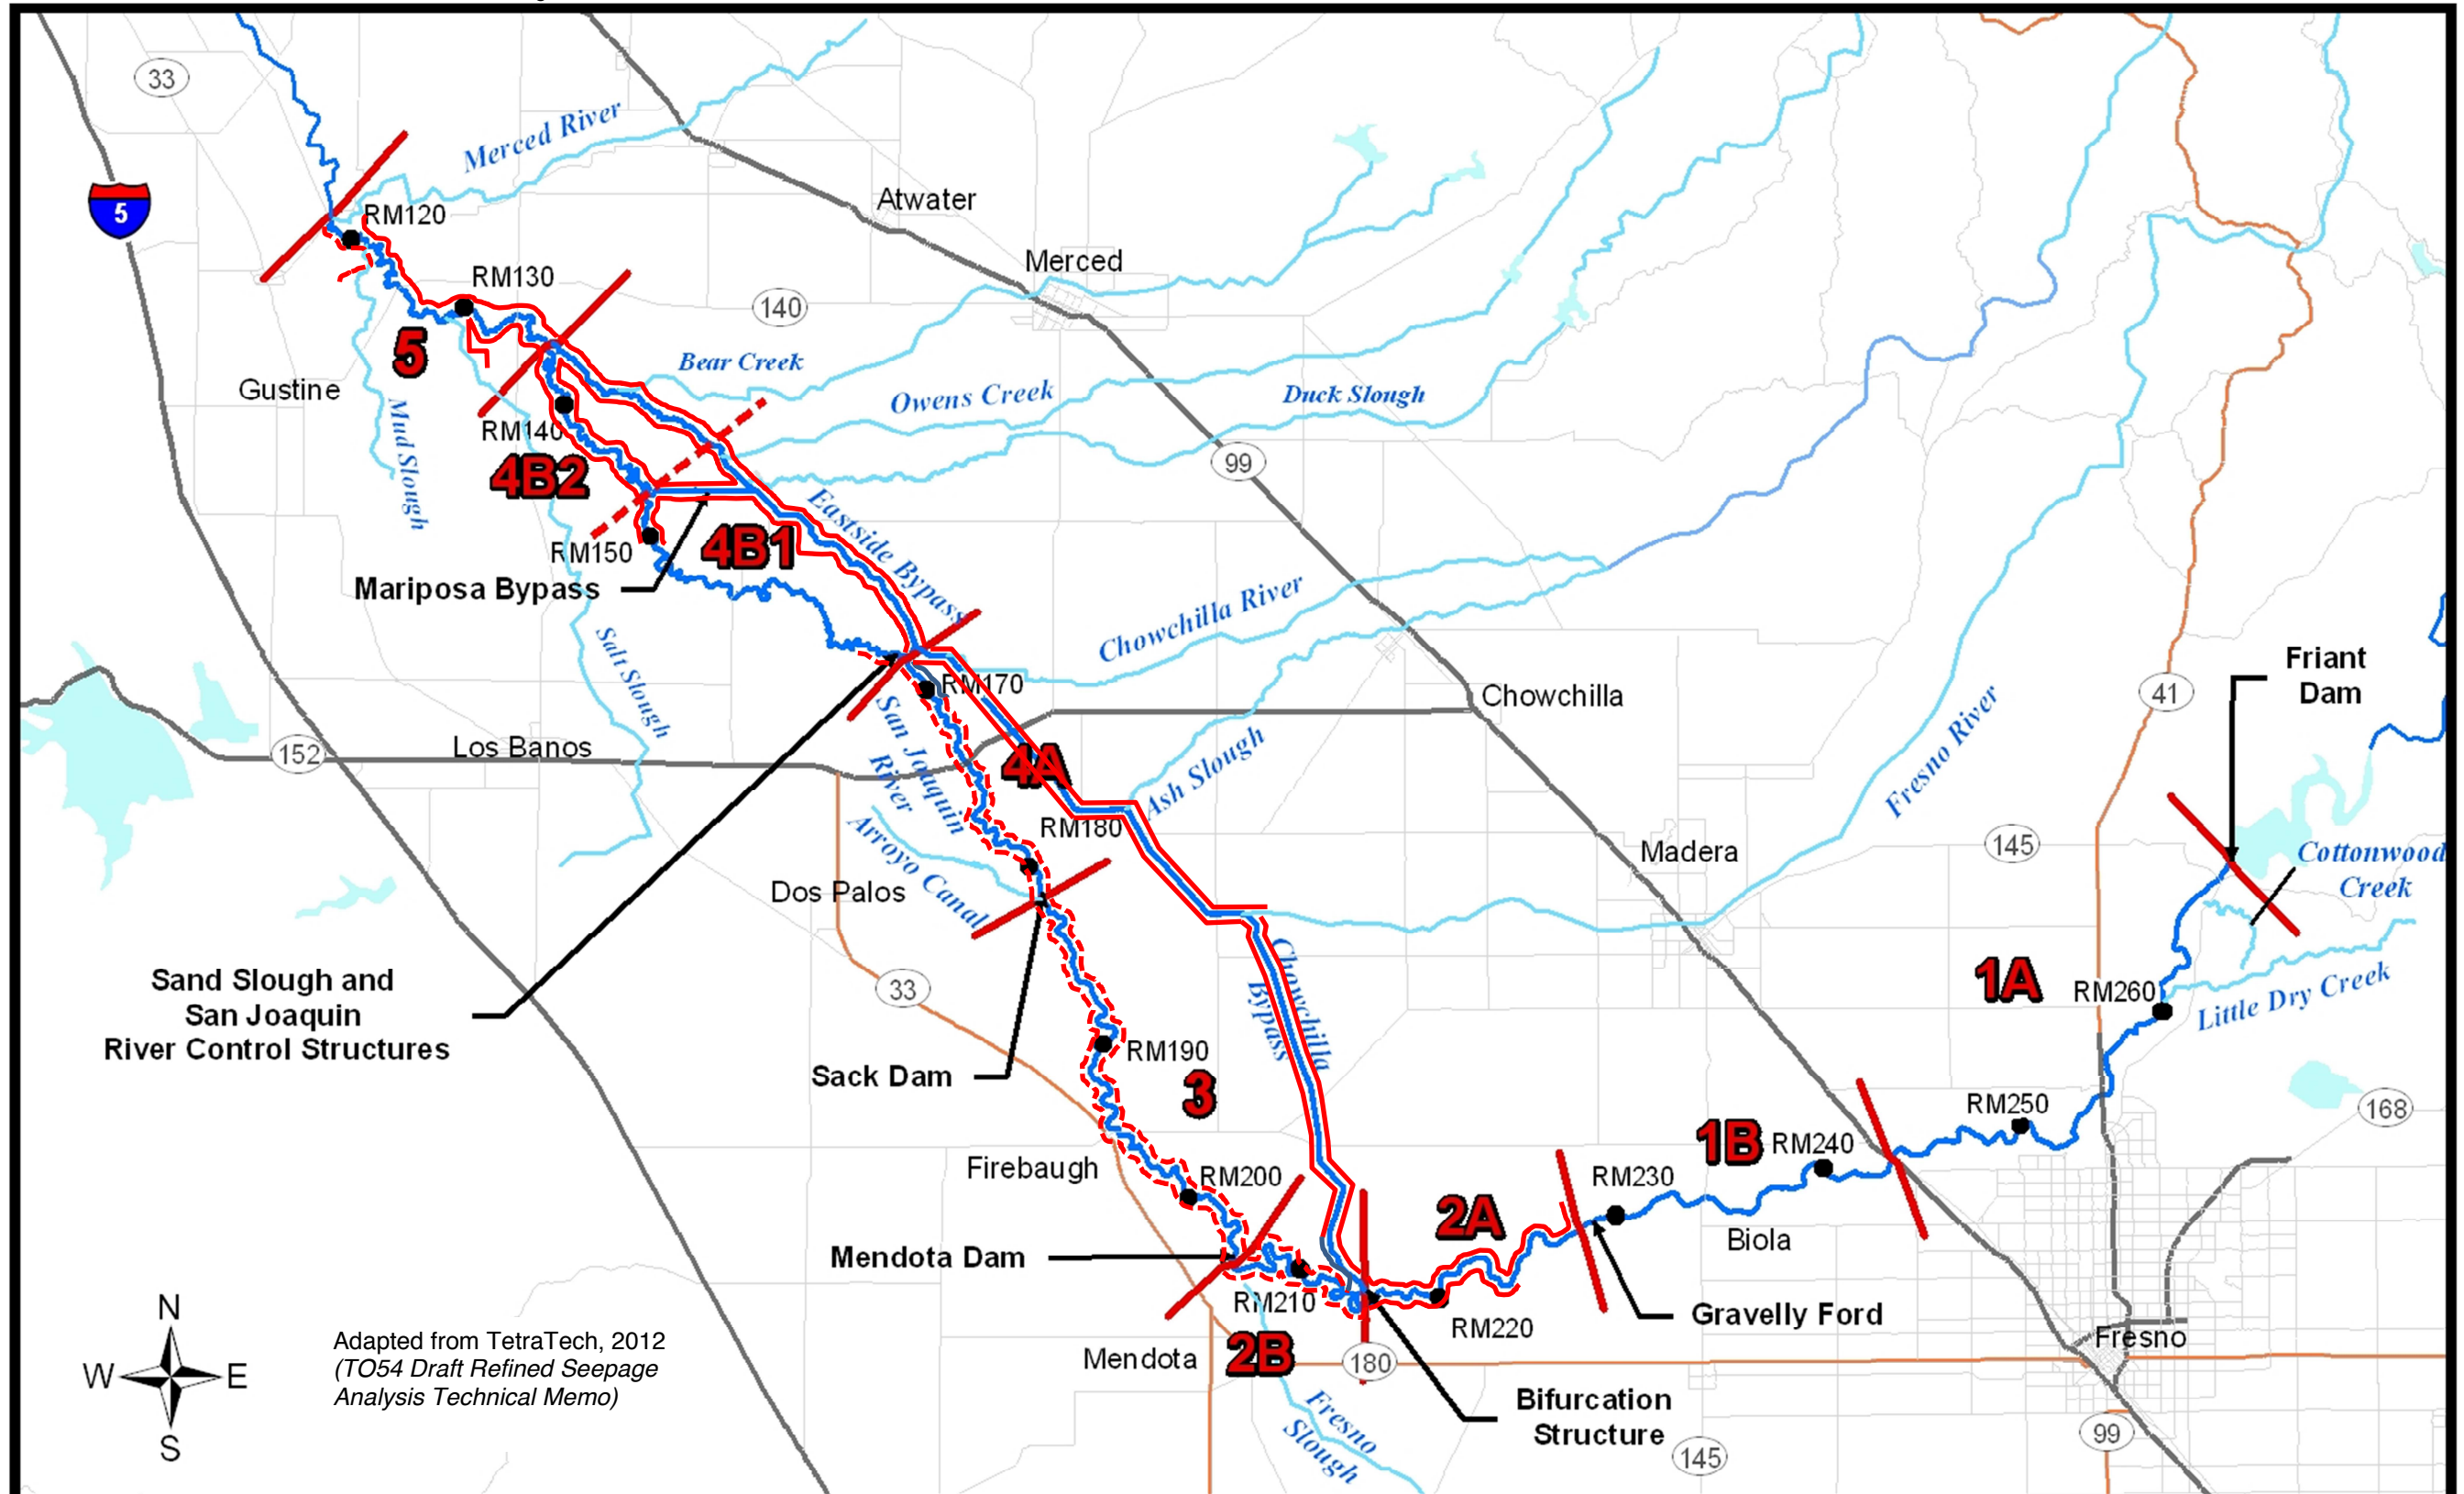 33
Merced River
5
RM120
Atwater
Merced
RM130
140
5
Gustine
Bear Creek
Owens Creek
Duck Slough
Mud Slough
RM140
4B2
99
Eastside Bypass
RM150
4B1
Mariposa Bypass
Chowchilla River
Salt Slough
RM170
Chowchilla
Friant
Dam
41
San Joaquin
River
152
Los Banos
4A
Ash Slough
Fresno River
RM180
Madera
145
Cottonwood
Creek
Arroyo Canal
Dos Palos
Sand Slough and
San Joaquin
River Control Structures
33
Chowchilla
Bypass
1A
RM260
Little Dry Creek
Sack Dam
RM190
3
RM250
168
1B
RM240
Firebaugh
RM200
RM230
2A
Biola
Mendota Dam
RM210
RM220
Gravelly Ford
N
W
E
S
Adapted from TetraTech, 2012
(TO54 Draft Refined Seepage
Analysis Technical Memo)
Mendota
2B
180
Fresno
Bifurcation
Structure
Fresno
Slough
145
99